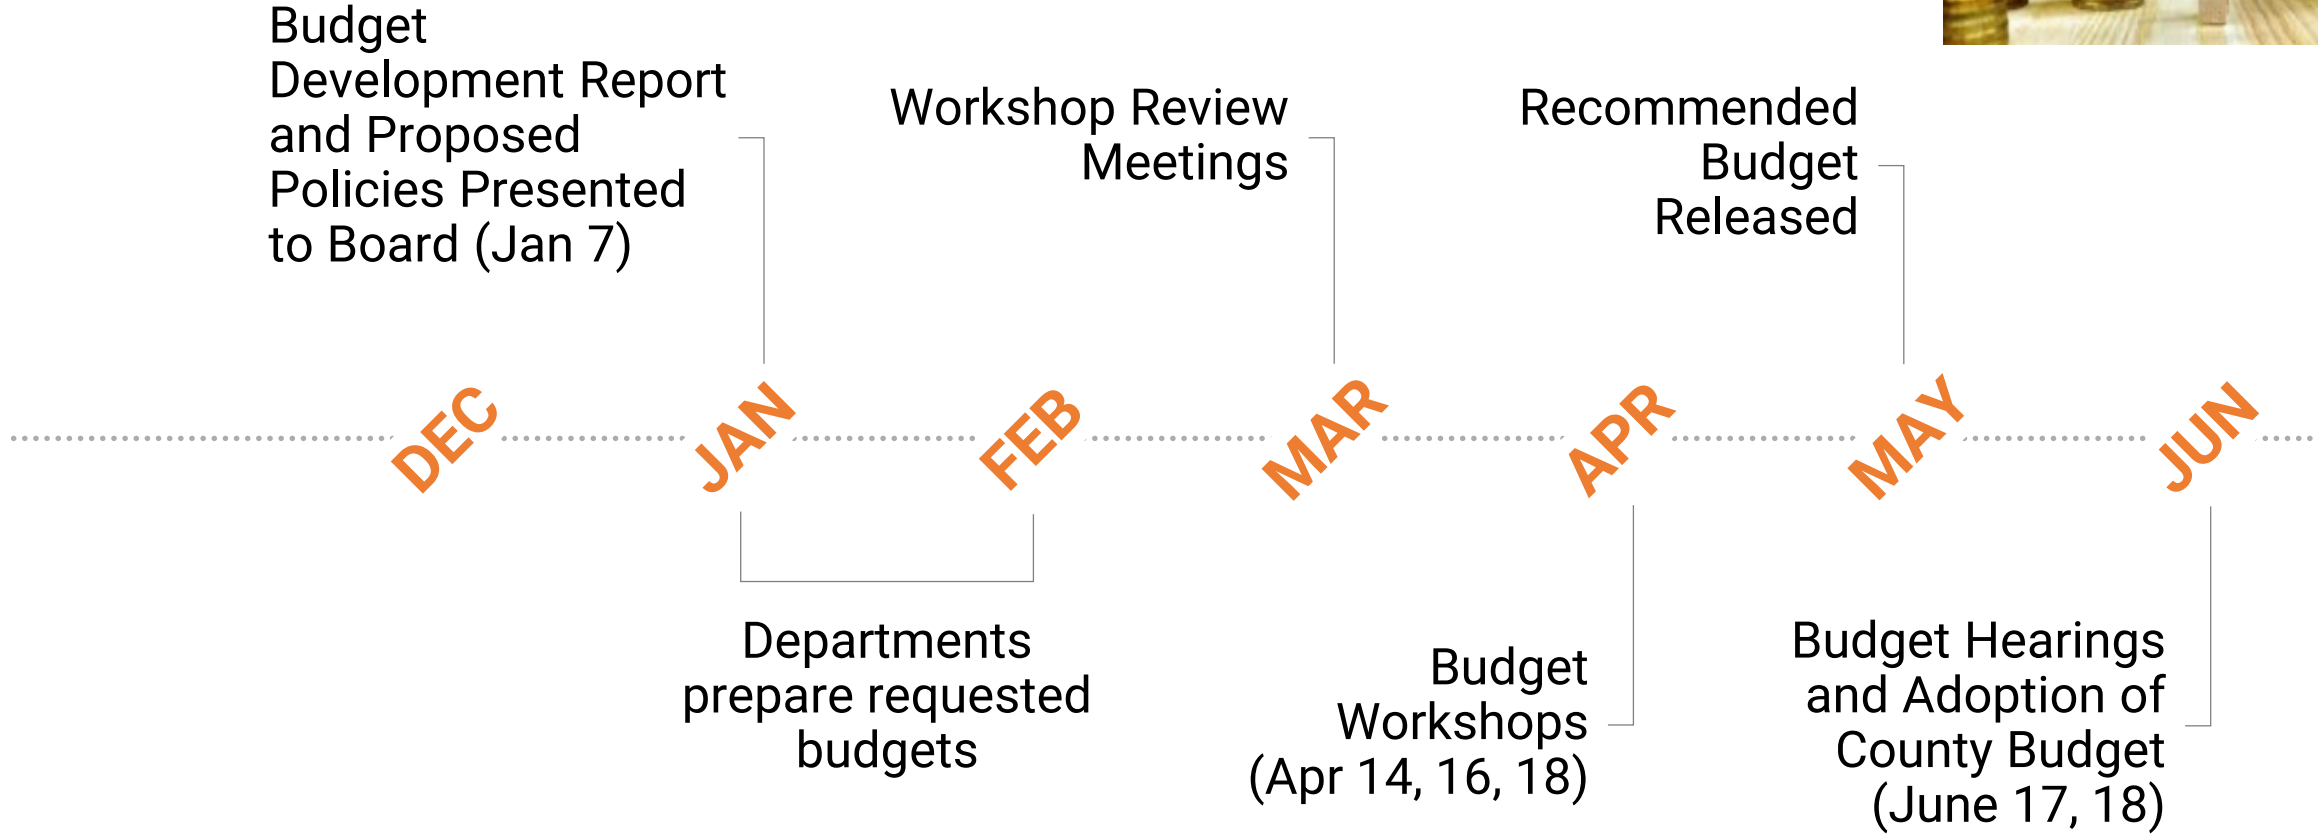 Budget
Development Report
and Proposed
Policies Presented
to Board (Jan 7)
Workshop Review
Meetings
Recommended
Budget
Released
DEC
JAN
FEB
MAR
APR
MAY
JUN
Departments
prepare requested
budgets
Budget
Workshops
(Apr 14, 16, 18)
Budget Hearings
and Adoption of
County Budget
(June 17, 18)